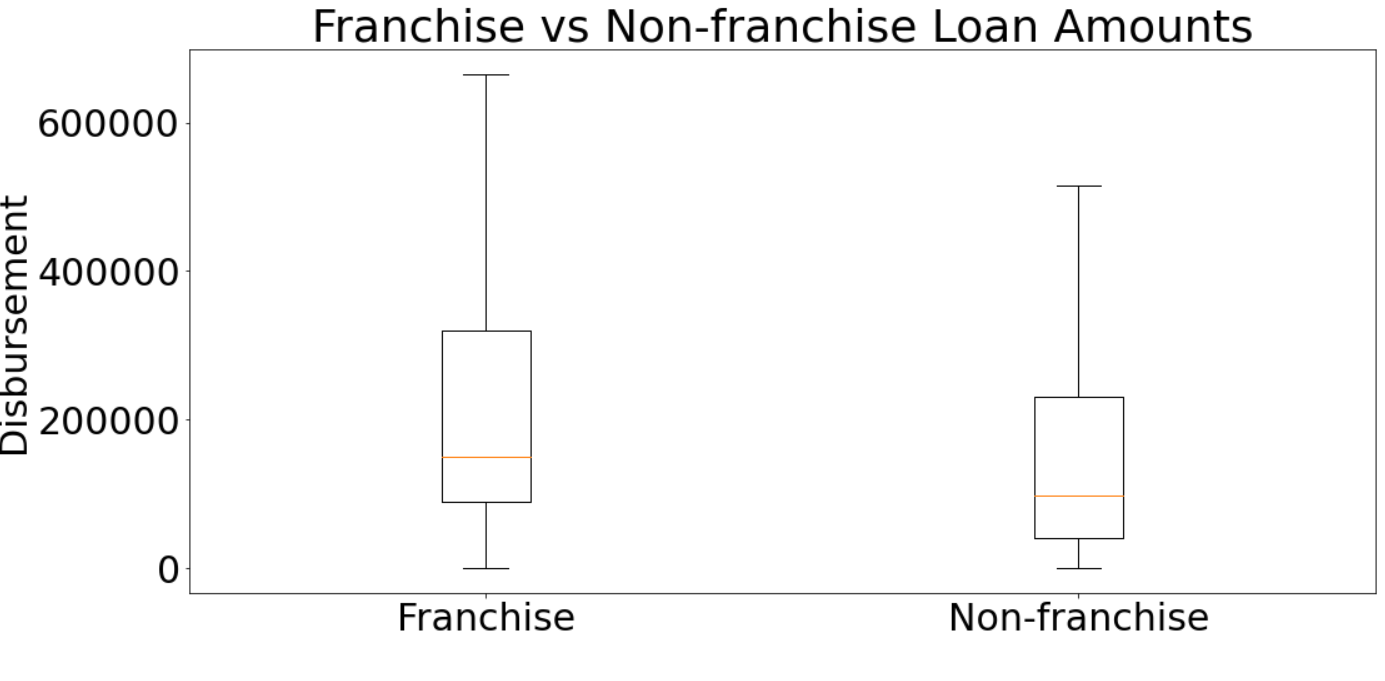 Franchise vs Non-franchise Loan Amounts
Disbursement
600000
400000
200000
0
Franchise
Non-franchise